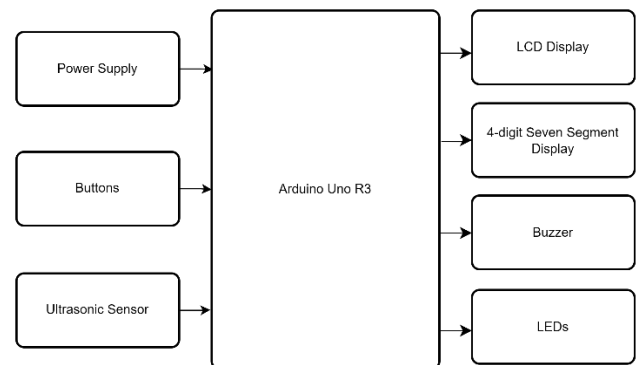 Power Supply
Buttons
Ultrasonic Sensor
Arduino Uno R3
LCD Display
4-digit Seven Segment
Display
Buzzer
LEDs